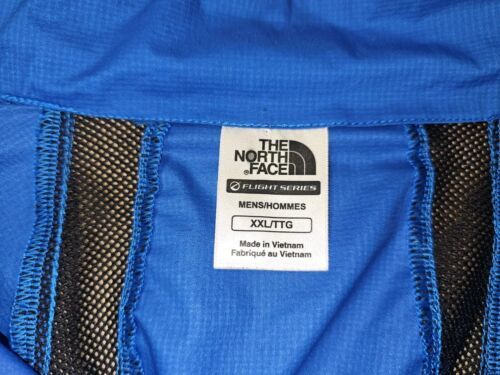 THE
NORTH
FACE
FLIGHT SERIES
MENS/HOMMES
XXL/TTG
Made in Vietnam
Fabriqué au Vietnam